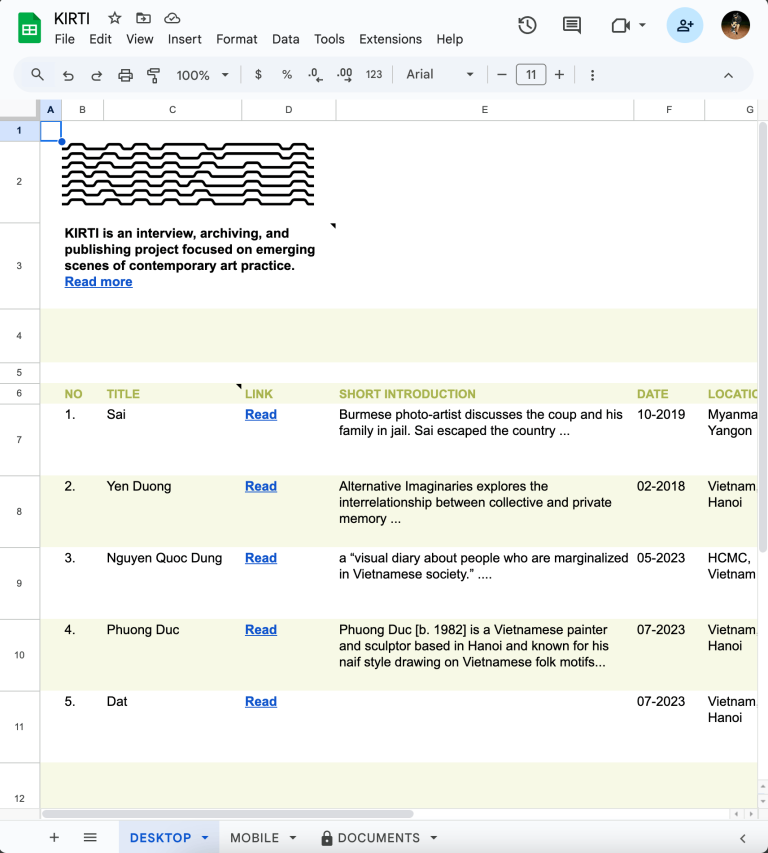 KIRTI
File Edit View Insert Format Data Tools Extensions Help
100% $ % .0 .00 123 Arial 11
A B C D E F G
1
2
KIRTI is an interview, archiving, and
publishing project focused on emerging
scenes of contemporary art practice.
Read more
3
4
5
6 NO TITLE LINK SHORT INTRODUCTION DATE LOCATIC
1. Sai Read Burmese photo-artist discusses the coup and his 10-2019 Myanma
family in jail. Sai escaped the country ... Yangon
7
2. Yen Duong Read Alternative Imaginaries explores the 02-2018 Vietnam,
interrelationship between collective and private Hanoi
memory ...
8
3. Nguyen Quoc Dung Read a “visual diary about people who are marginalized 05-2023 HCMC,
in Vietnamese society.” .... Vietnam
9
4. Phuong Duc Read Phuong Duc [b. 1982] is a Vietnamese painter 07-2023 Vietnam,
and sculptor based in Hanoi and known for his Hanoi
naif style drawing on Vietnamese folk motifs...
10
5. Dat Read 07-2023 Vietnam,
Hanoi
11
12
DESKTOP MOBILE DOCUMENTS